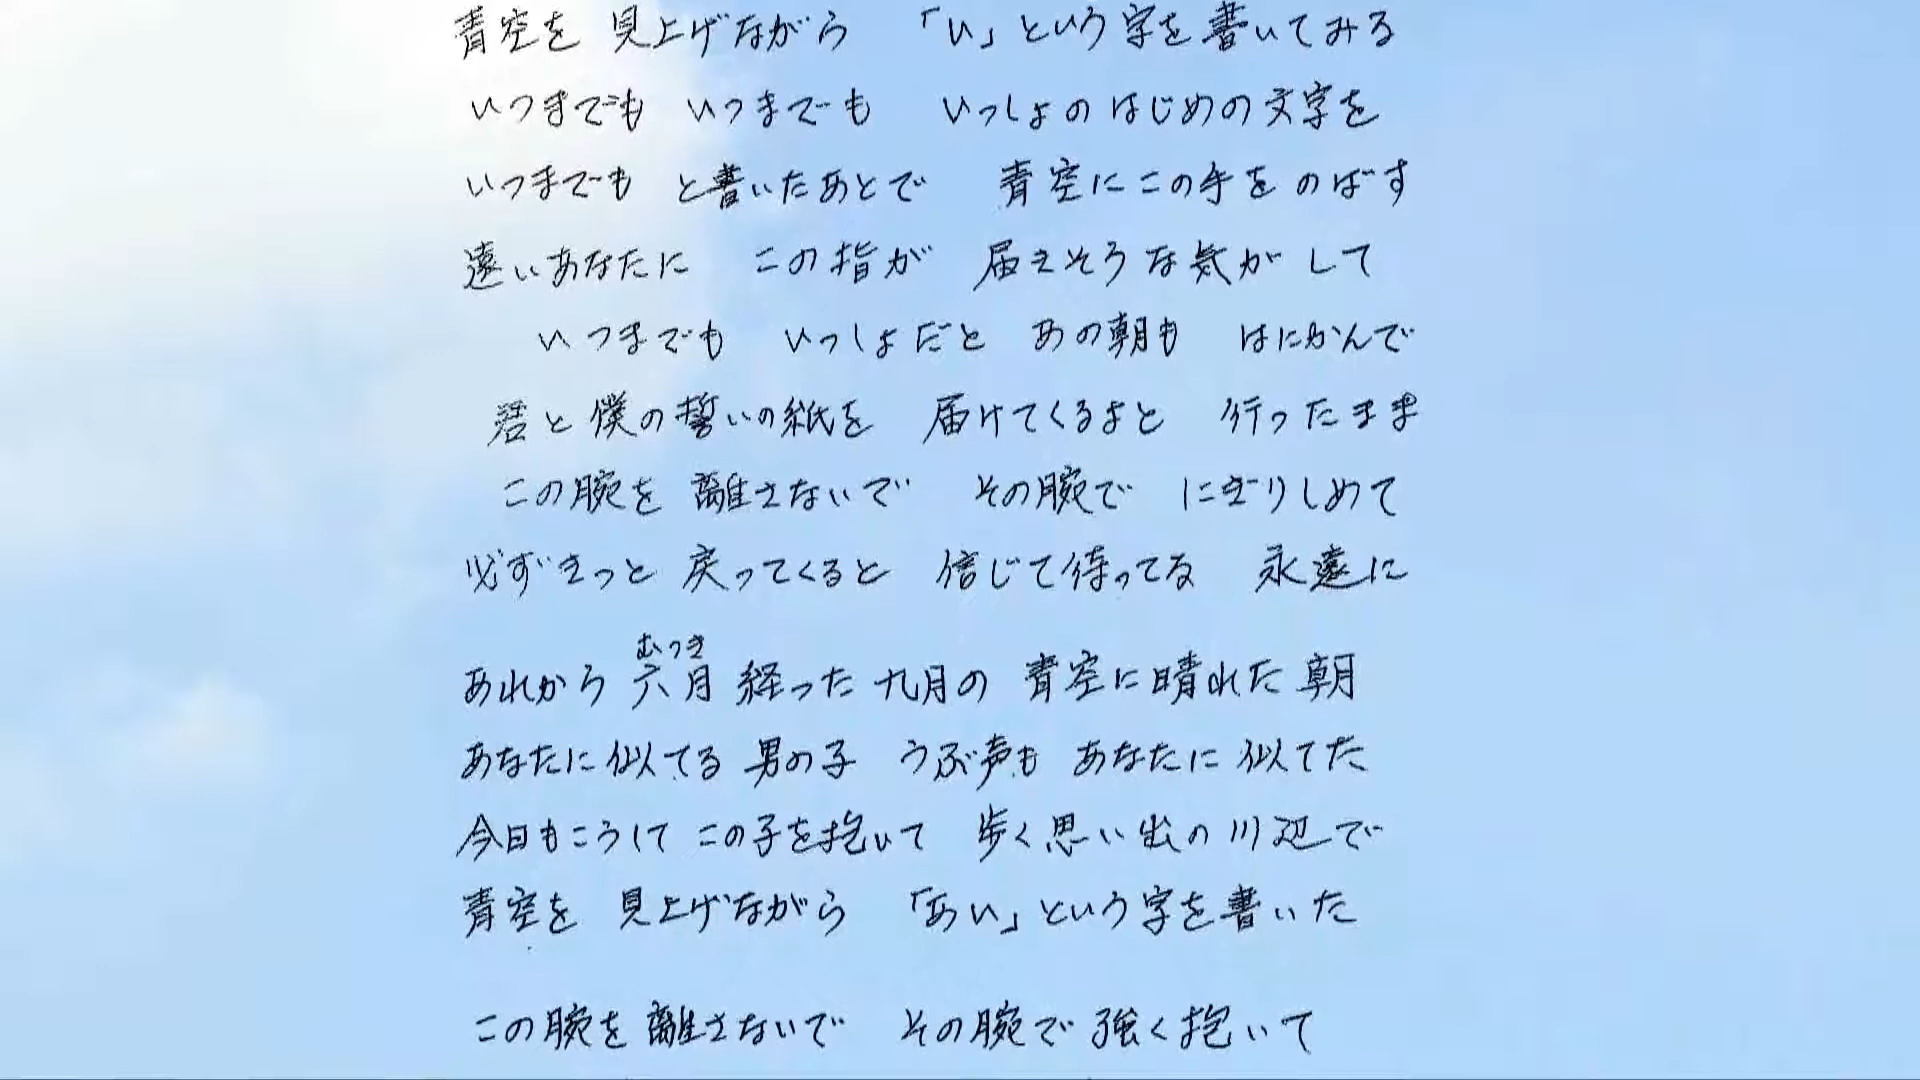 青空を 見上げながら 「い」という字を書いてみる
いつまでも いつまでも いっしょのはじめの文字を
いつまでも と書いたあとで 青空にこの手をのばす
遠いあなたに この指が 届きそうな気がして
いつまでも いっしょだと あの朝も はにかんで
君と僕の誓いの紙を 届けてくるよと 行ったまま
この腕を 離さないで その腕で にぎりしめて
必ずきっと 戻ってくると 信じて待ってる 永遠に
むつき
あれから 六月 経った 九月の 青空に晴れた朝
あなたに似てる 男の子 うぶ声も あなたに似てた
今日もこうして この子を抱いて 歩く思い出の川辺で
青空を 見上げながら 「あい」という字を書いた
この腕を 離さないで その腕で 強く抱いて